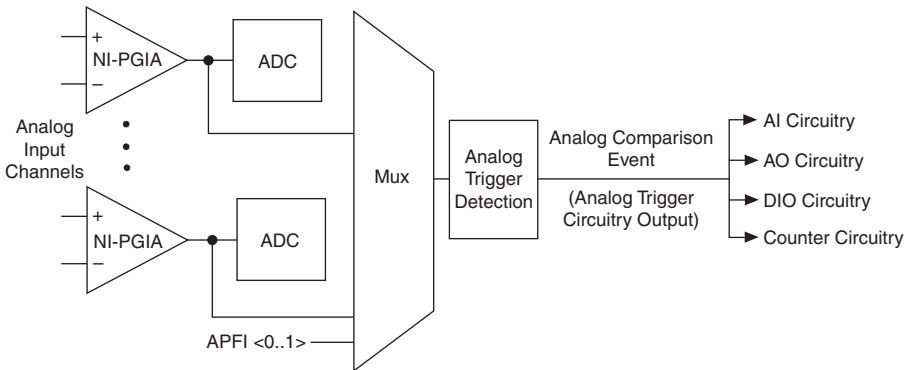 +
NI-PGIA
−
ADC
Analog
Input
Channels
+
NI-PGIA
−
ADC
APFI <0..1>
Mux
Analog
Trigger
Detection
Analog Comparison
Event
(Analog Trigger
Circuitry Output)
AI Circuitry
AO Circuitry
DIO Circuitry
Counter Circuitry